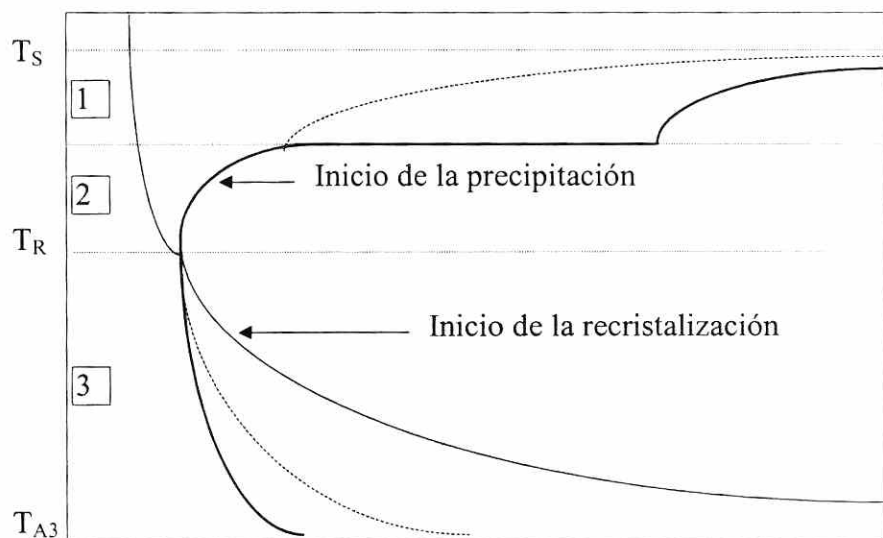 T_S
1
Inicio de la precipitación
2
T_R
Inicio de la recristalización
3
T_A3